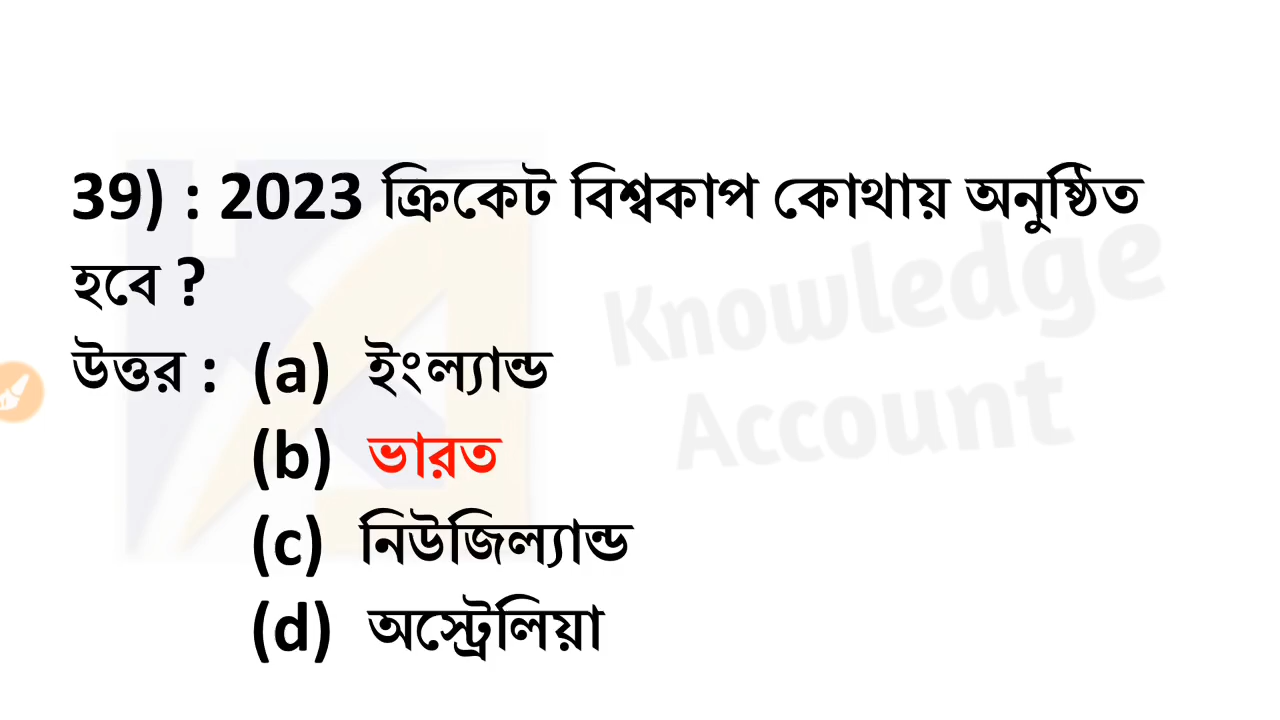 39) : 2023 ক্রিকেট বিশ্বকাপ কোথায় অনুষ্ঠিত
হবে ?
উত্তর : (a) ইংল্যান্ড
(b) ভারত
(c) নিউজিল্যান্ড
(d) অস্ট্রেলিয়া
Knowledge
Account